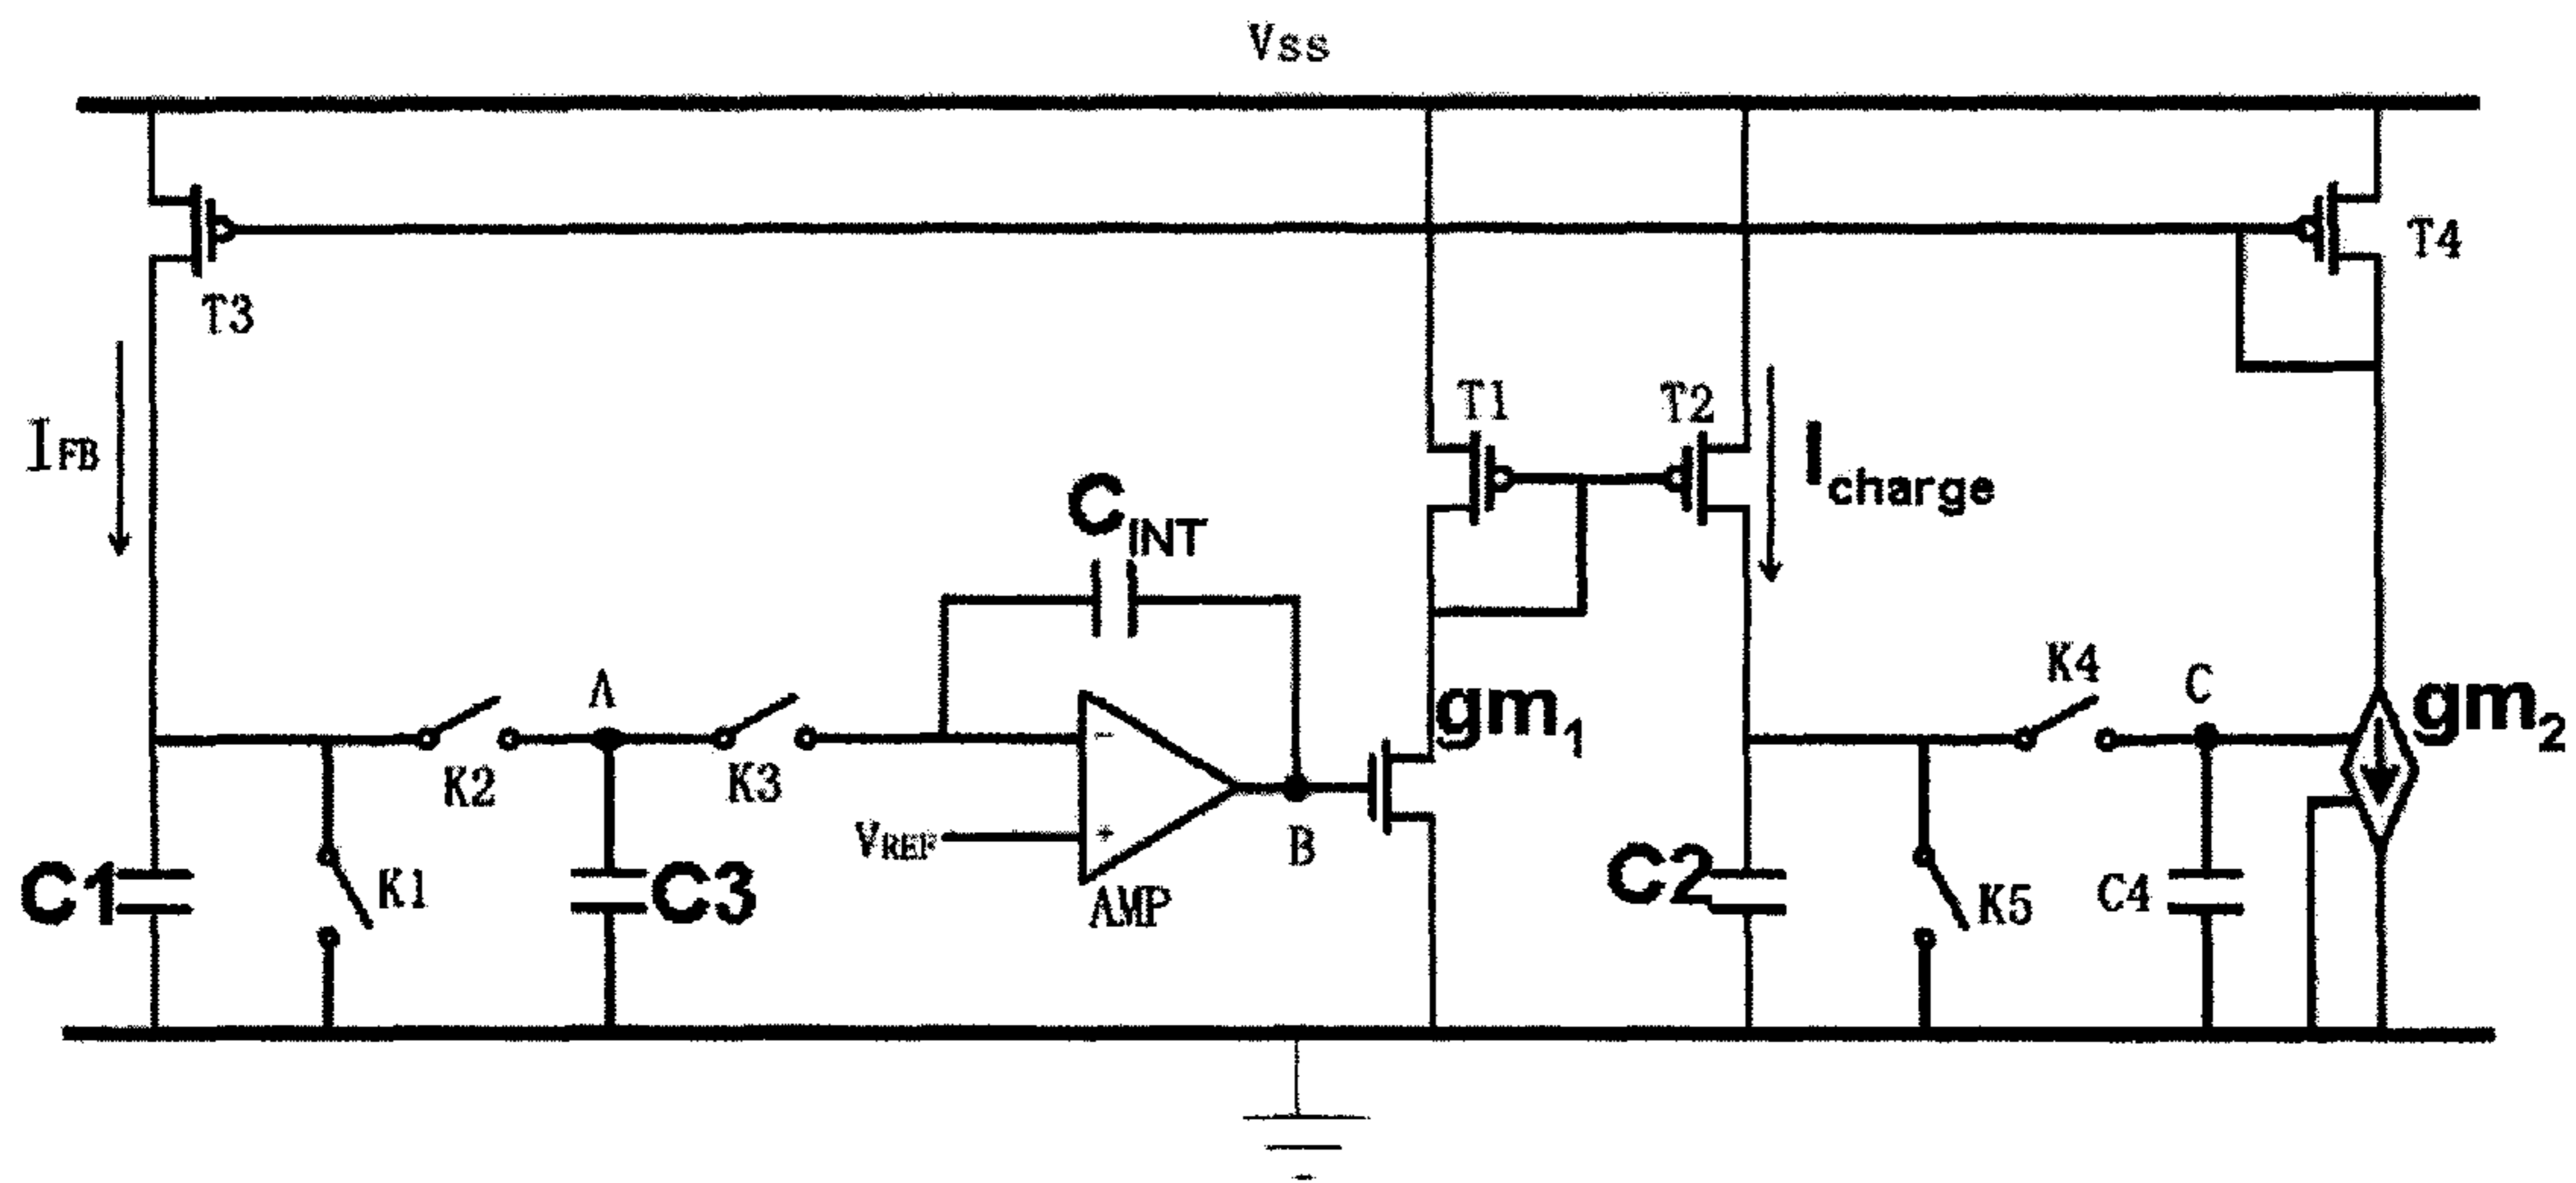 Vss
T3
T4
T1
T2
IFB
Icharge
CINT
A
K4
C
gm1
gm2
K2
K3
-
VREF
+
B
AMP
C1
K1
C3
C2
K5
C4